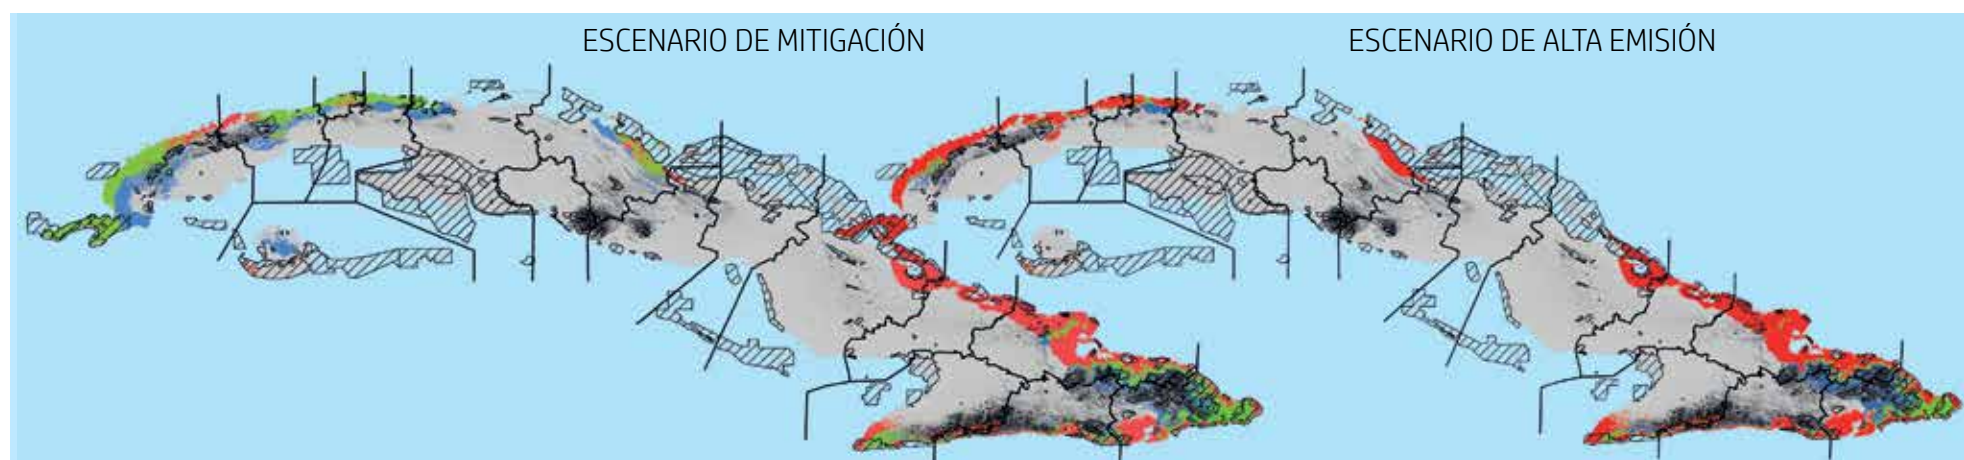 ESCENARIO DE MITIGACIÓN
ESCENARIO DE ALTA EMISIÓN